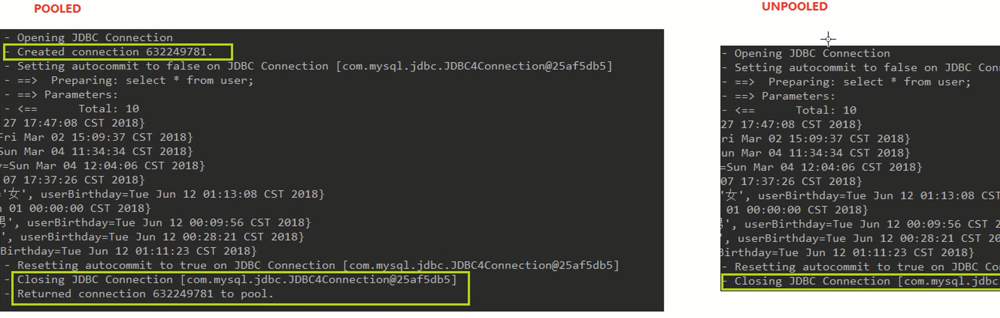 POOLED
- Opening JDBC Connection
- Created connection 632249781.
- Setting autocommit to false on JDBC Connection [com.mysql.jdbc.JDBC4Connection@25af5db5]
- ==>  Preparing: select * from user;
- ==> Parameters:
- <==      Total: 10
27 17:47:08 CST 2018}
Fri Mar 02 15:09:37 CST 2018}
Sun Mar 04 11:34:34 CST 2018}
=Sun Mar 04 12:04:06 CST 2018}
07 17:37:26 CST 2018}
='女', userBirthday=Tue Jun 12 01:13:08 CST 2018}
01 00:00:00 CST 2018}
男', userBirthday=Tue Jun 12 00:09:56 CST 2018}
', userBirthday=Tue Jun 12 00:28:21 CST 2018}
Birthday=Tue Jun 12 01:11:23 CST 2018}
- Resetting autocommit to true on JDBC Connection [com.mysql.jdbc.JDBC4Connection@25af5db5]
- Closing JDBC Connection [com.mysql.jdbc.JDBC4Connection@25af5db5]
- Returned connection 632249781 to pool.
UNPOOLED
- Opening JDBC Connection
- Setting autocommit to false on JDBC Con
- ==>  Preparing: select * from user;
- ==> Parameters:
- <==      Total: 10
27 17:47:08 CST 2018}
ri Mar 02 15:09:37 CST 2018}
un Mar 04 11:34:34 CST 2018}
=Sun Mar 04 12:04:06 CST 2018}
07 17:37:26 CST 2018}
'女', userBirthday=Tue Jun 12 01:13:08 CST
01 00:00:00 CST 2018}
', userBirthday=Tue Jun 12 00:09:56 CST 2
', userBirthday=Tue Jun 12 00:28:21 CST 20
Birthday=Tue Jun 12 01:11:23 CST 2018}
- Resetting autocommit to true on JDBC Co
- Closing JDBC Connection [com.mysql.jdbc